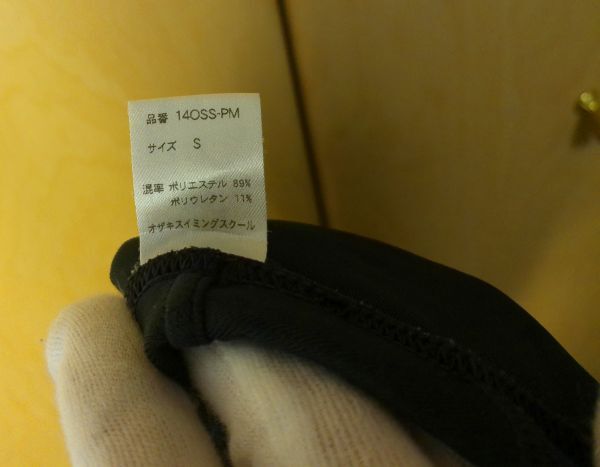 品番 14OSS-PM
サイズ S
混率 ポリエステル 89%
ポリウレタン 11%
オザキスイミングスクール